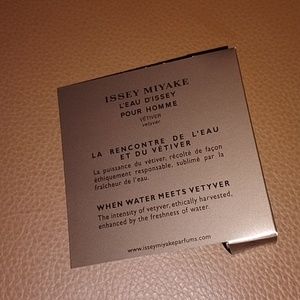 ISSEY MIYAKE
L'EAU D'ISSEY
POUR HOMME
VÉTIVER
vetyver
LA RENCONTRE DE L'EAU
ET DU VÉTIVER
La puissance du vétiver, récolté de façon
éthiquement responsable, sublimé par la
fraîcheur de l'eau.
WHEN WATER MEETS VETYVER
The intensity of vetyver, ethically harvested,
enhanced by the freshness of water.
www.isseymiyakeparfums.com